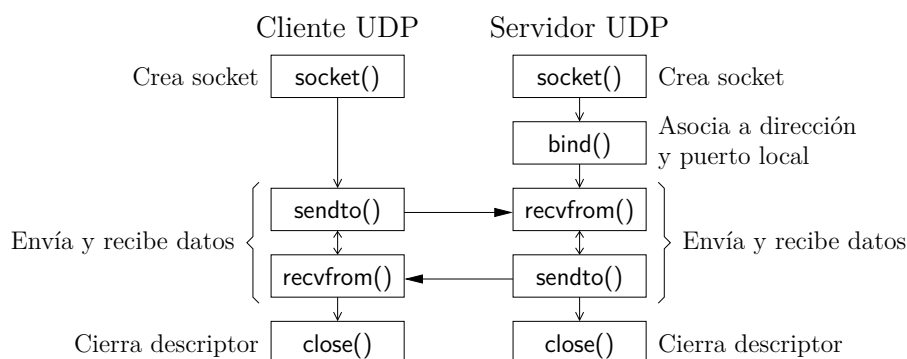 Cliente UDP Servidor UDP
Crea socket socket() socket() Crea socket
bind() Asocia a dirección
y puerto local
sendto() recvfrom()
Envía y recibe datos Envía y recibe datos
recvfrom() sendto()
Cierra descriptor close() close() Cierra descriptor